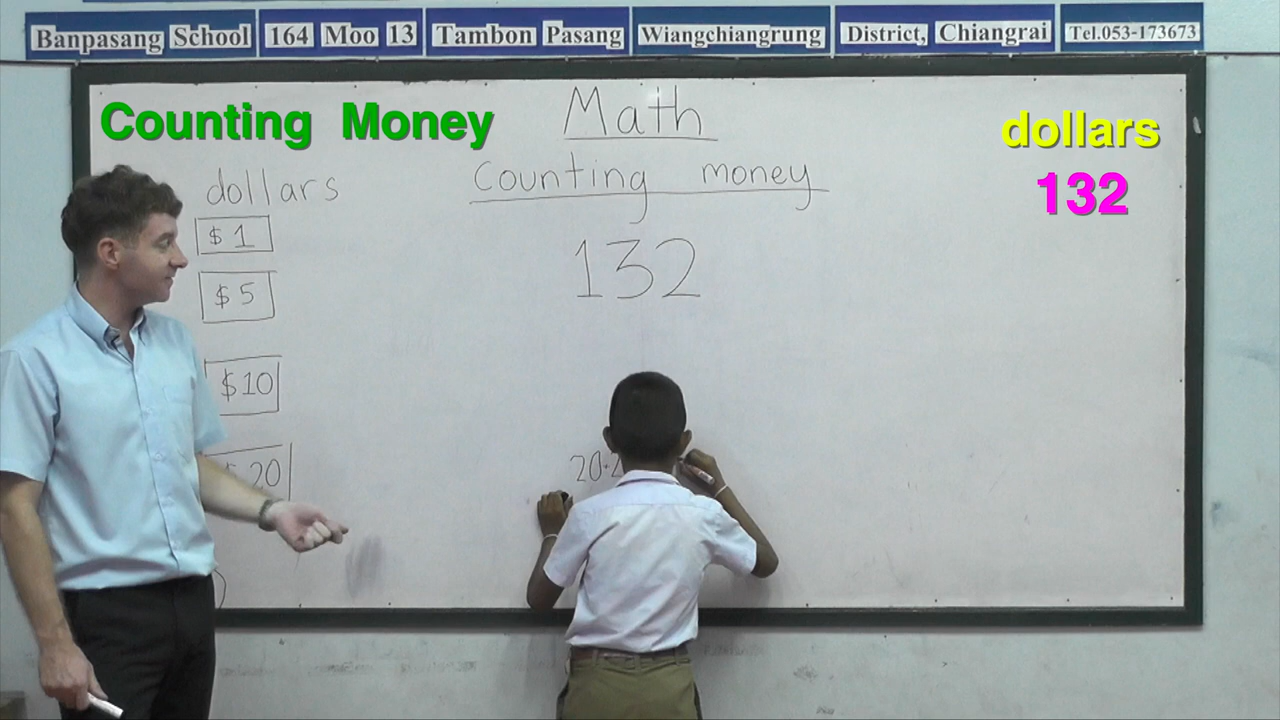 Banpasang School 164 Moo 13 Tambon Pasang Wiangchiangrung District, Chiangrai Tel.053-173673
Counting Money
Math
dollars
132
dollars
Counting money
$ 1
132
$ 5
$ 10
$ 20